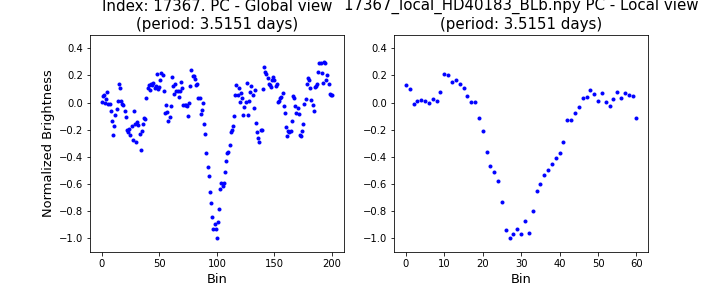 Index: 17367. PC - Global view
(period: 3.5151 days)
17367_local_HD40183_BLb.npy PC - Local view
(period: 3.5151 days)
Normalized Brightness
0.4
0.2
0.0
−0.2
−0.4
−0.6
−0.8
−1.0
0 50 100 150 200
Bin
0.4
0.2
0.0
−0.2
−0.4
−0.6
−0.8
−1.0
0 10 20 30 40 50 60
Bin